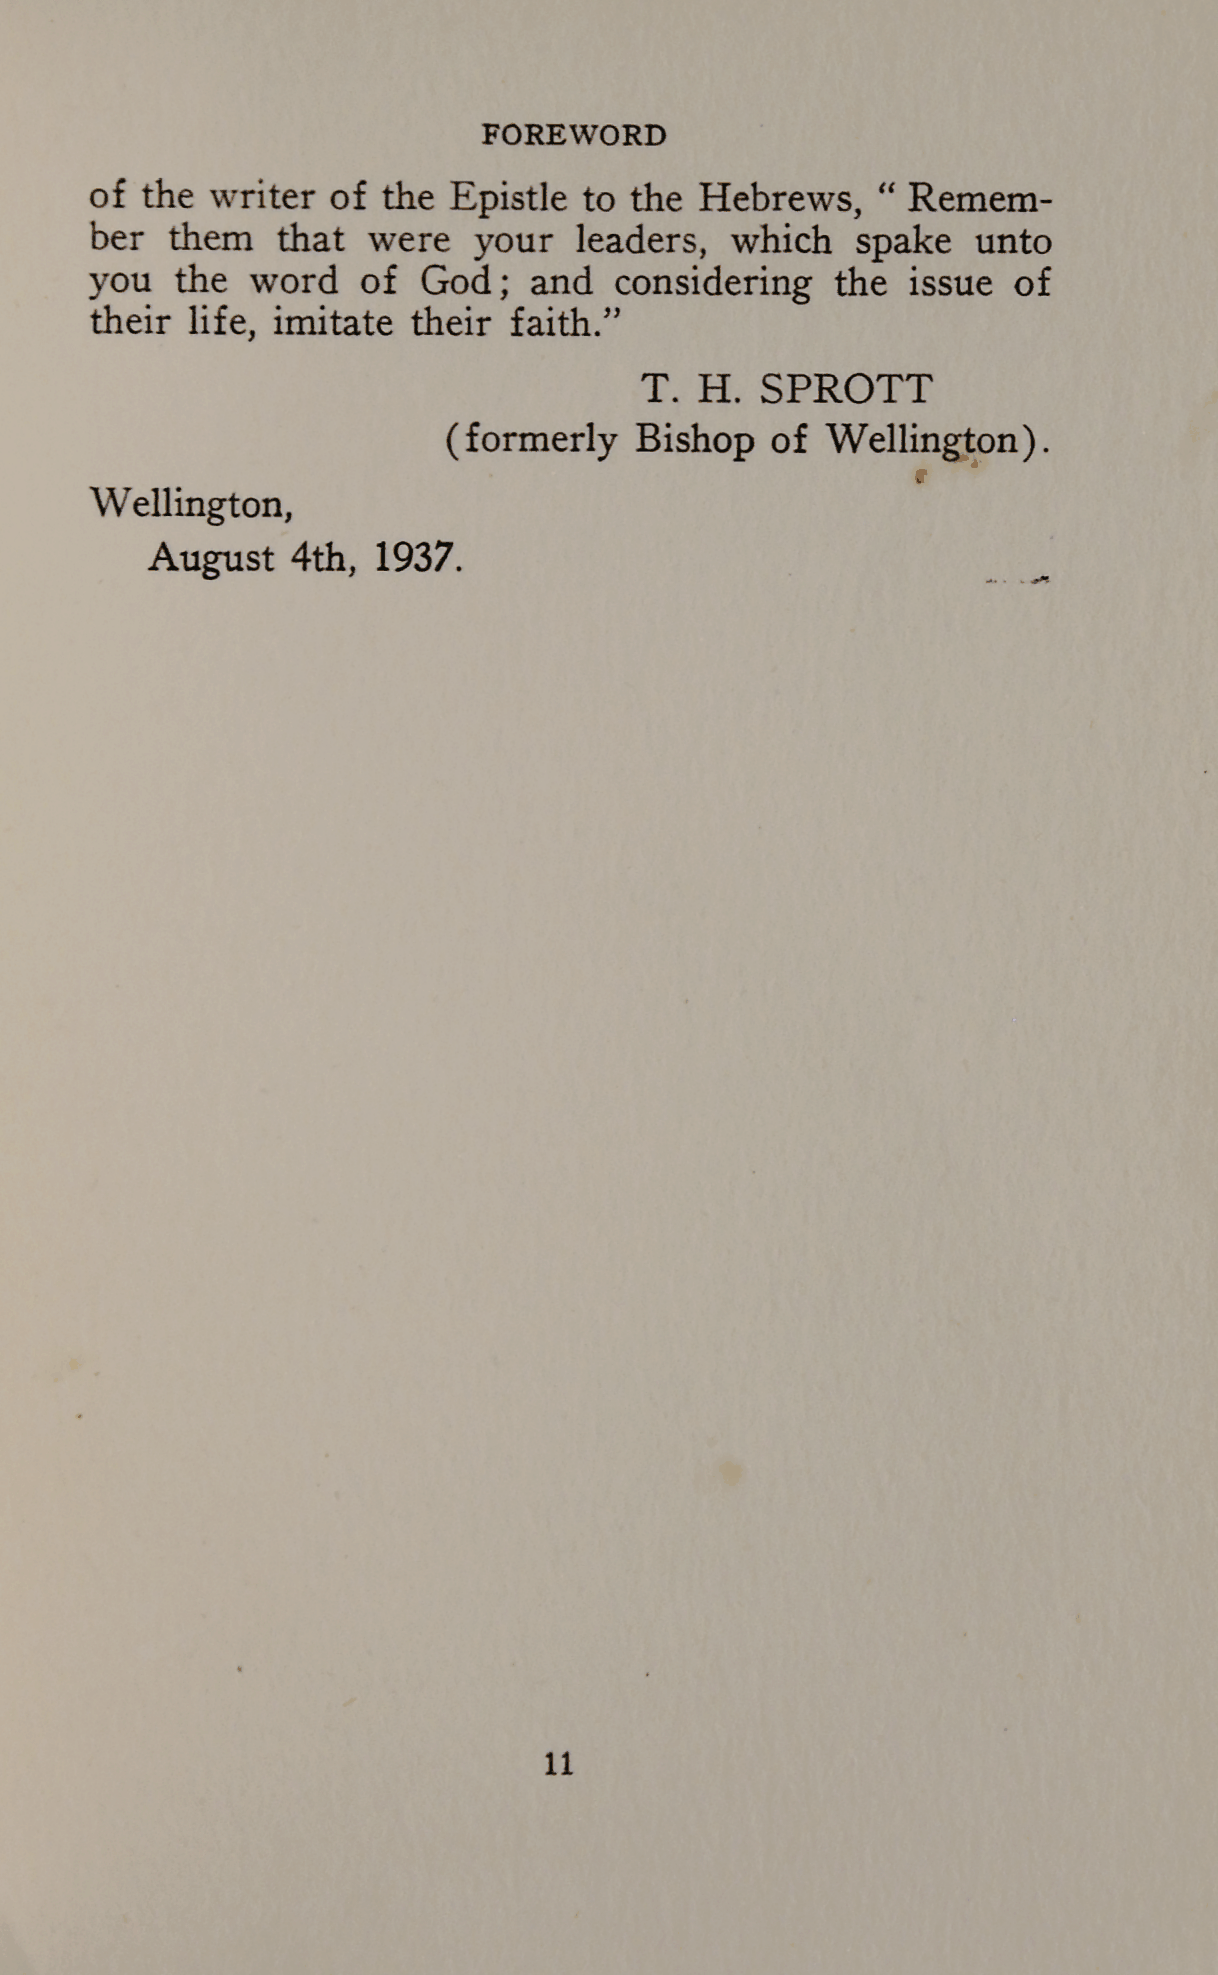 FOREWORD
of the writer of the Epistle to the Hebrews, “ Remem-
ber them that were your leaders, which spake unto
you the word of God; and considering the issue of
their life, imitate their faith.”
T. H. SPROTT
(formerly Bishop of Wellington).
Wellington,
August 4th, 1937.
11